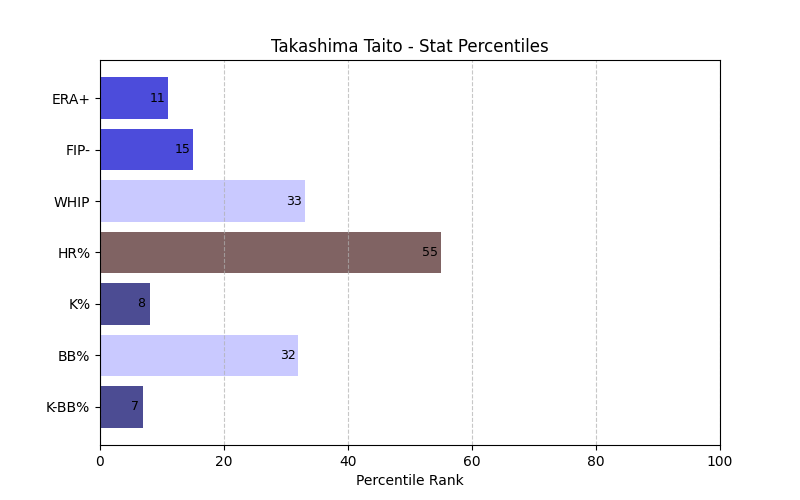 Takashima Taito - Stat Percentiles
ERA+ 11
FIP- 15
WHIP 33
HR% 55
K% 8
BB% 32
K-BB% 7
0 20 40 60 80 100
Percentile Rank